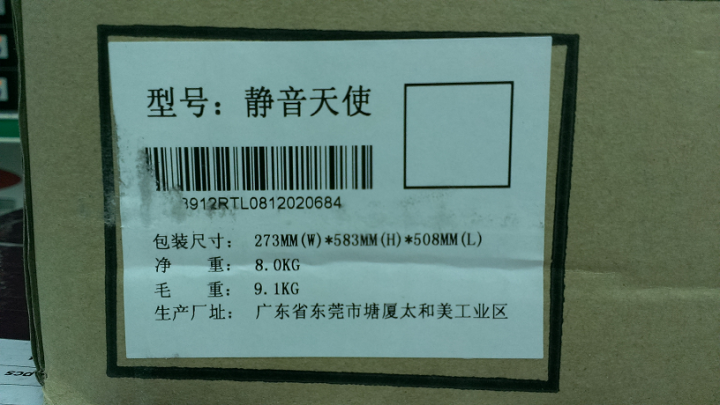 型号：静音天使
3912RTL0812020684
包装尺寸： 273MM(W)*583MM(H)*508MM(L)
净 重： 8.0KG
毛 重： 9.1KG
生产厂址： 广东省东莞市塘厦太和美工业区